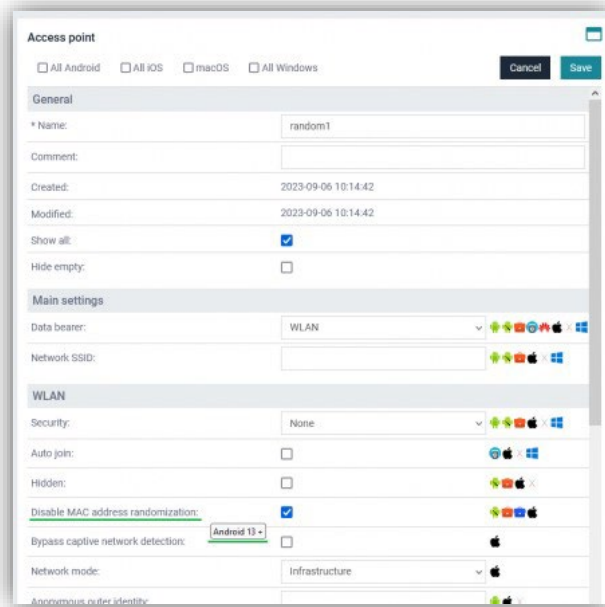 Access point
All Android All iOS macOS All Windows Cancel Save
General
* Name: random1
Comment:
Created: 2023-09-06 10:14:42
Modified: 2023-09-06 10:14:42
Show all:
Hide empty:
Main settings
Data bearer: WLAN
Network SSID:
WLAN
Security: None
Auto join:
Hidden:
Disable MAC address randomization:
Android 13 +
Bypass captive network detection:
Network mode: Infrastructure
Anonymous outer identity: